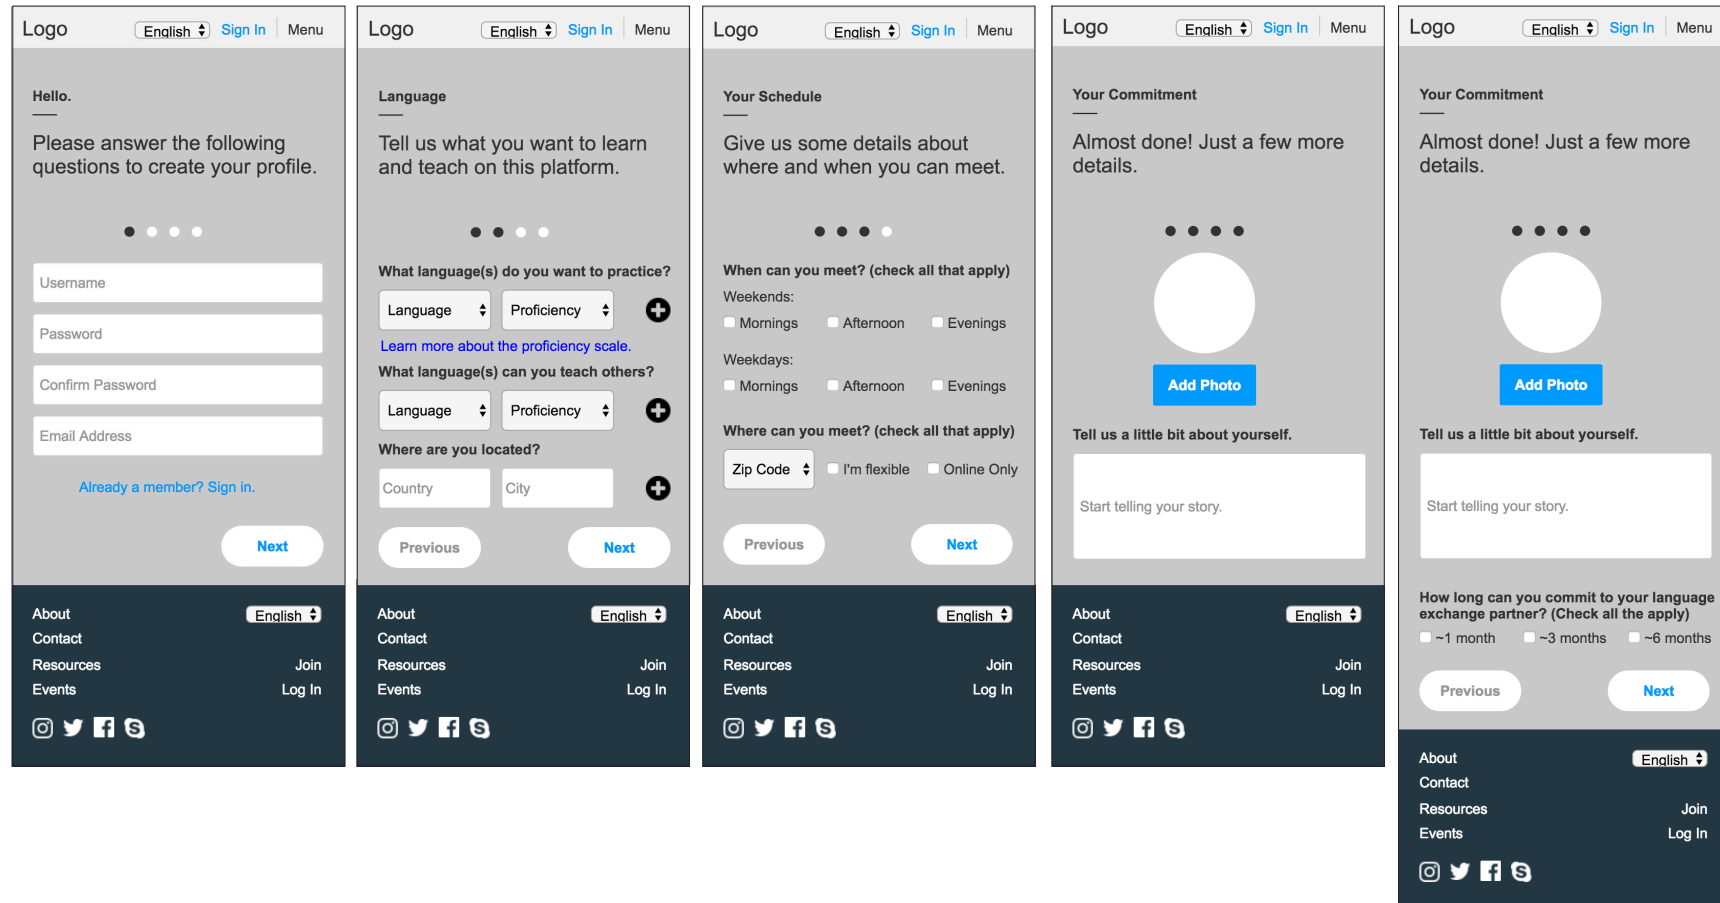 Logo English Sign In Menu
Hello.
Please answer the following
questions to create your profile.
Username
Password
Confirm Password
Email Address
Already a member? Sign in.
Next
About English
Contact
Resources Join
Events Log In
Logo English Sign In Menu
Language
Tell us what you want to learn
and teach on this platform.
What language(s) do you want to practice?
Language Proficiency
Learn more about the proficiency scale.
What language(s) can you teach others?
Language Proficiency
Where are you located?
Country City
Previous Next
About English
Contact
Resources Join
Events Log In
Logo English Sign In Menu
Your Schedule
Give us some details about
where and when you can meet.
When can you meet? (check all that apply)
Weekends:
Mornings Afternoon Evenings
Weekdays:
Mornings Afternoon Evenings
Where can you meet? (check all that apply)
Zip Code I'm flexible Online Only
Previous Next
About English
Contact
Resources Join
Events Log In
Logo English Sign In Menu
Your Commitment
Almost done! Just a few more
details.
Add Photo
Tell us a little bit about yourself.
Start telling your story.
About English
Contact
Resources Join
Events Log In
Logo English Sign In Menu
Your Commitment
Almost done! Just a few more
details.
Add Photo
Tell us a little bit about yourself.
Start telling your story.
How long can you commit to your language
exchange partner? (Check all the apply)
~1 month ~3 months ~6 months
Previous Next
About English
Contact
Resources Join
Events Log In